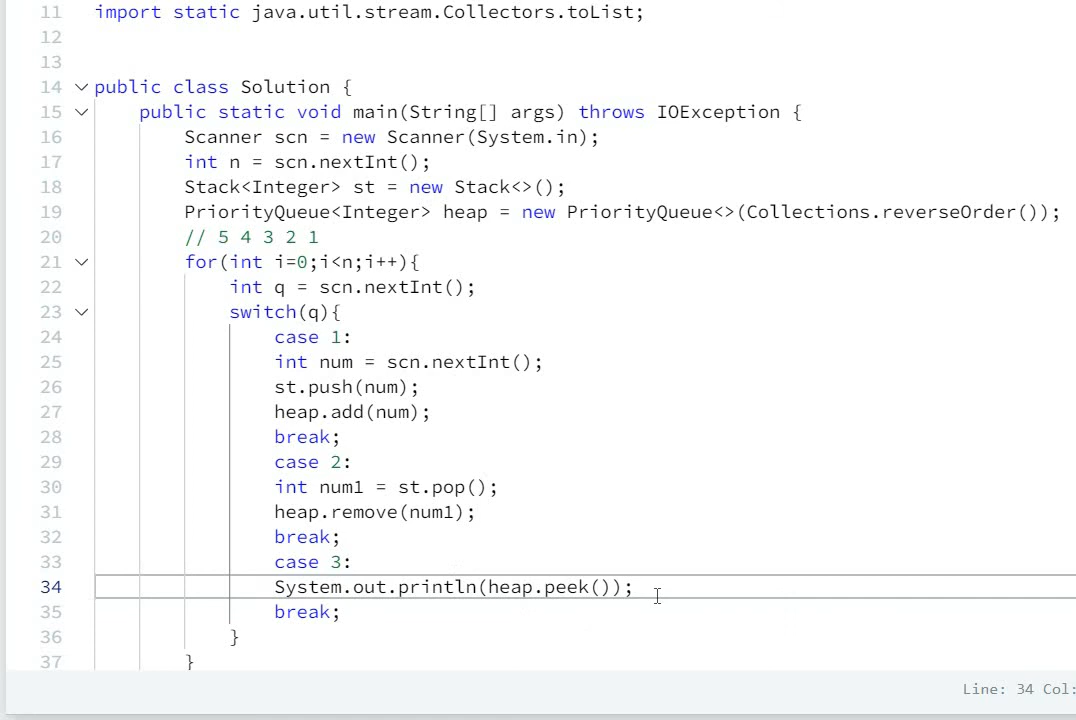 11 import static java.util.stream.Collectors.toList;
12
13
14 public class Solution {
15 public static void main(String[] args) throws IOException {
16 Scanner scn = new Scanner(System.in);
17 int n = scn.nextInt();
18 Stack<Integer> st = new Stack<>();
19 PriorityQueue<Integer> heap = new PriorityQueue<>(Collections.reverseOrder());
20 // 5 4 3 2 1
21 for(int i=0;i<n;i++){
22 int q = scn.nextInt();
23 switch(q){
24 case 1:
25 int num = scn.nextInt();
26 st.push(num);
27 heap.add(num);
28 break;
29 case 2:
30 int num1 = st.pop();
31 heap.remove(num1);
32 break;
33 case 3:
34 System.out.println(heap.peek());
35 break;
36 }
37 }
Line: 34 Col: